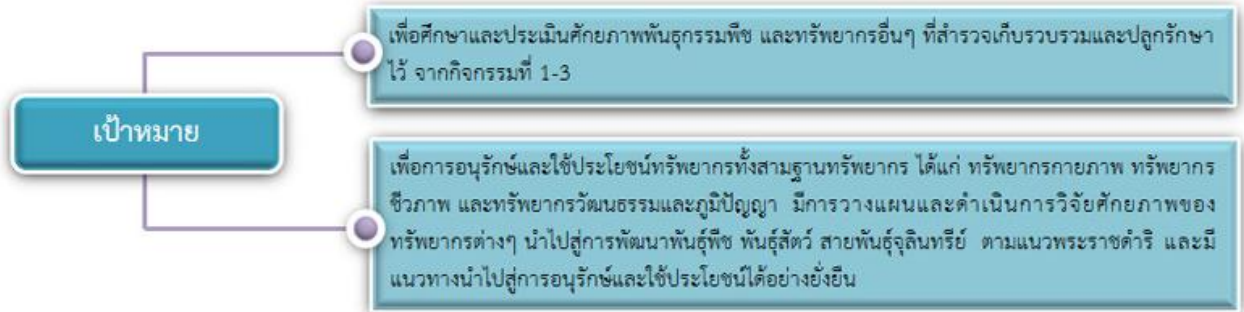 เพื่อศึกษาและประเมินศักยภาพพันธุกรรมพืช และทรัพยากรอื่นๆ ที่สำรวจเก็บรวบรวมและปลูกรักษา
ไว้ จากกิจกรรมที่ 1-3
เป้าหมาย
เพื่อการอนุรักษ์และใช้ประโยชน์ทรัพยากรทั้งสามฐานทรัพยากร ได้แก่ ทรัพยากรกายภาพ ทรัพยากร
ชีวภาพ และทรัพยากรวัฒนธรรมและภูมิปัญญา มีการวางแผนและดำเนินการวิจัยศักยภาพของ
ทรัพยากรต่างๆ นำไปสู่การพัฒนาพันธุ์พืช พันธุ์สัตว์ สายพันธุ์จุลินทรีย์ ตามแนวพระราชดำริ และมี
แนวทางนำไปสู่การอนุรักษ์และใช้ประโยชน์ได้อย่างยั่งยืน